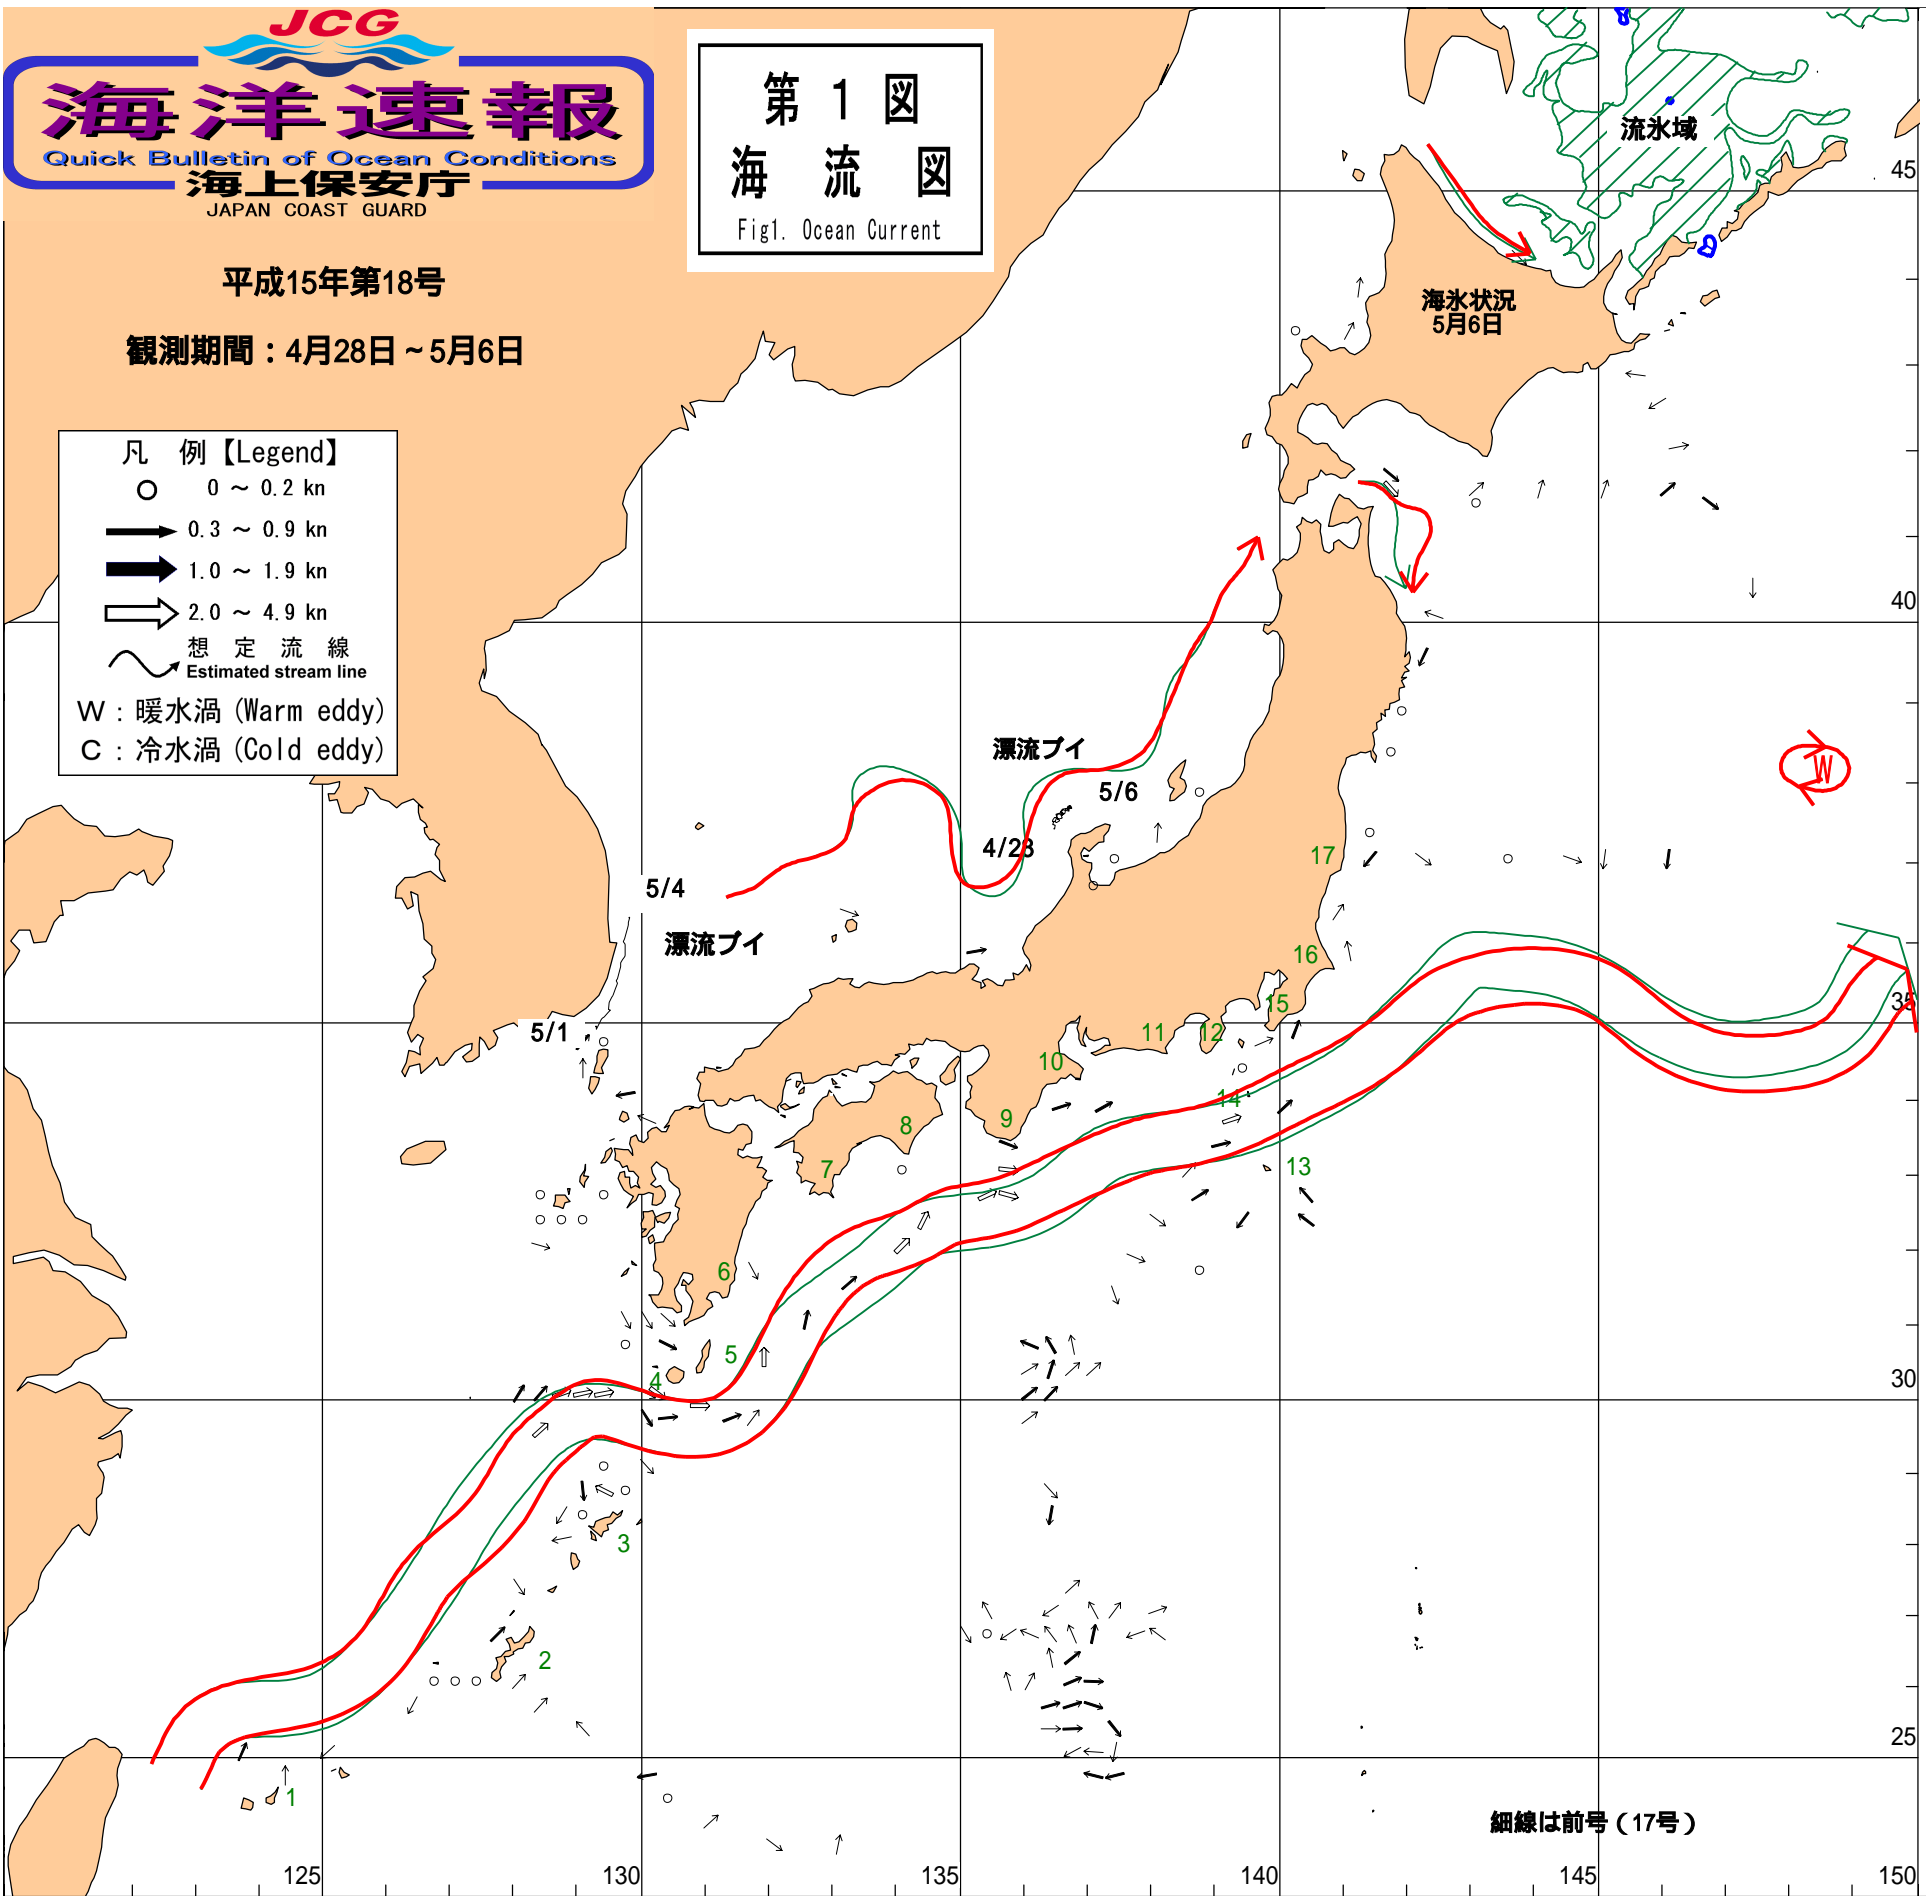 JCG
海洋速報
Quick Bulletin of Ocean Conditions
海上保安庁
JAPAN COAST GUARD
平成15年第18号
観測期間：4月28日～5月6日
第 1 図
海 流 図
Fig1. Ocean Current
凡 例【Legend】
0 ～ 0.2 kn
0.3 ～ 0.9 kn
1.0 ～ 1.9 kn
2.0 ～ 4.9 kn
想 定 流 線
Estimated stream line
W：暖水渦 (Warm eddy)
C：冷水渦 (Cold eddy)
流氷域
45
海氷状況
5月6日
40
漂流ブイ
5/6
W
4/28
17
5/4
漂流ブイ
16
35
15
5/1
11
12
10
14
9
8
13
7
6
5
30
4
3
2
25
1
細線は前号（17号）
125
130
135
140
145
150